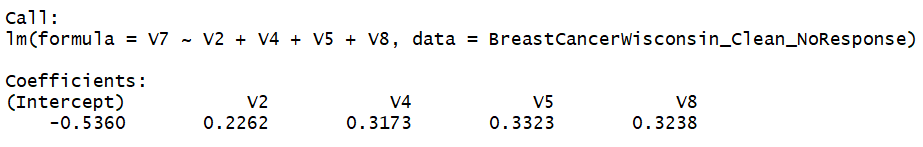 Call:
lm(formula = V7 ~ V2 + V4 + V5 + V8, data = BreastCancerWisconsin_Clean_NoResponse)
Coefficients:
(Intercept) V2 V4 V5 V8
-0.5360 0.2262 0.3173 0.3323 0.3238